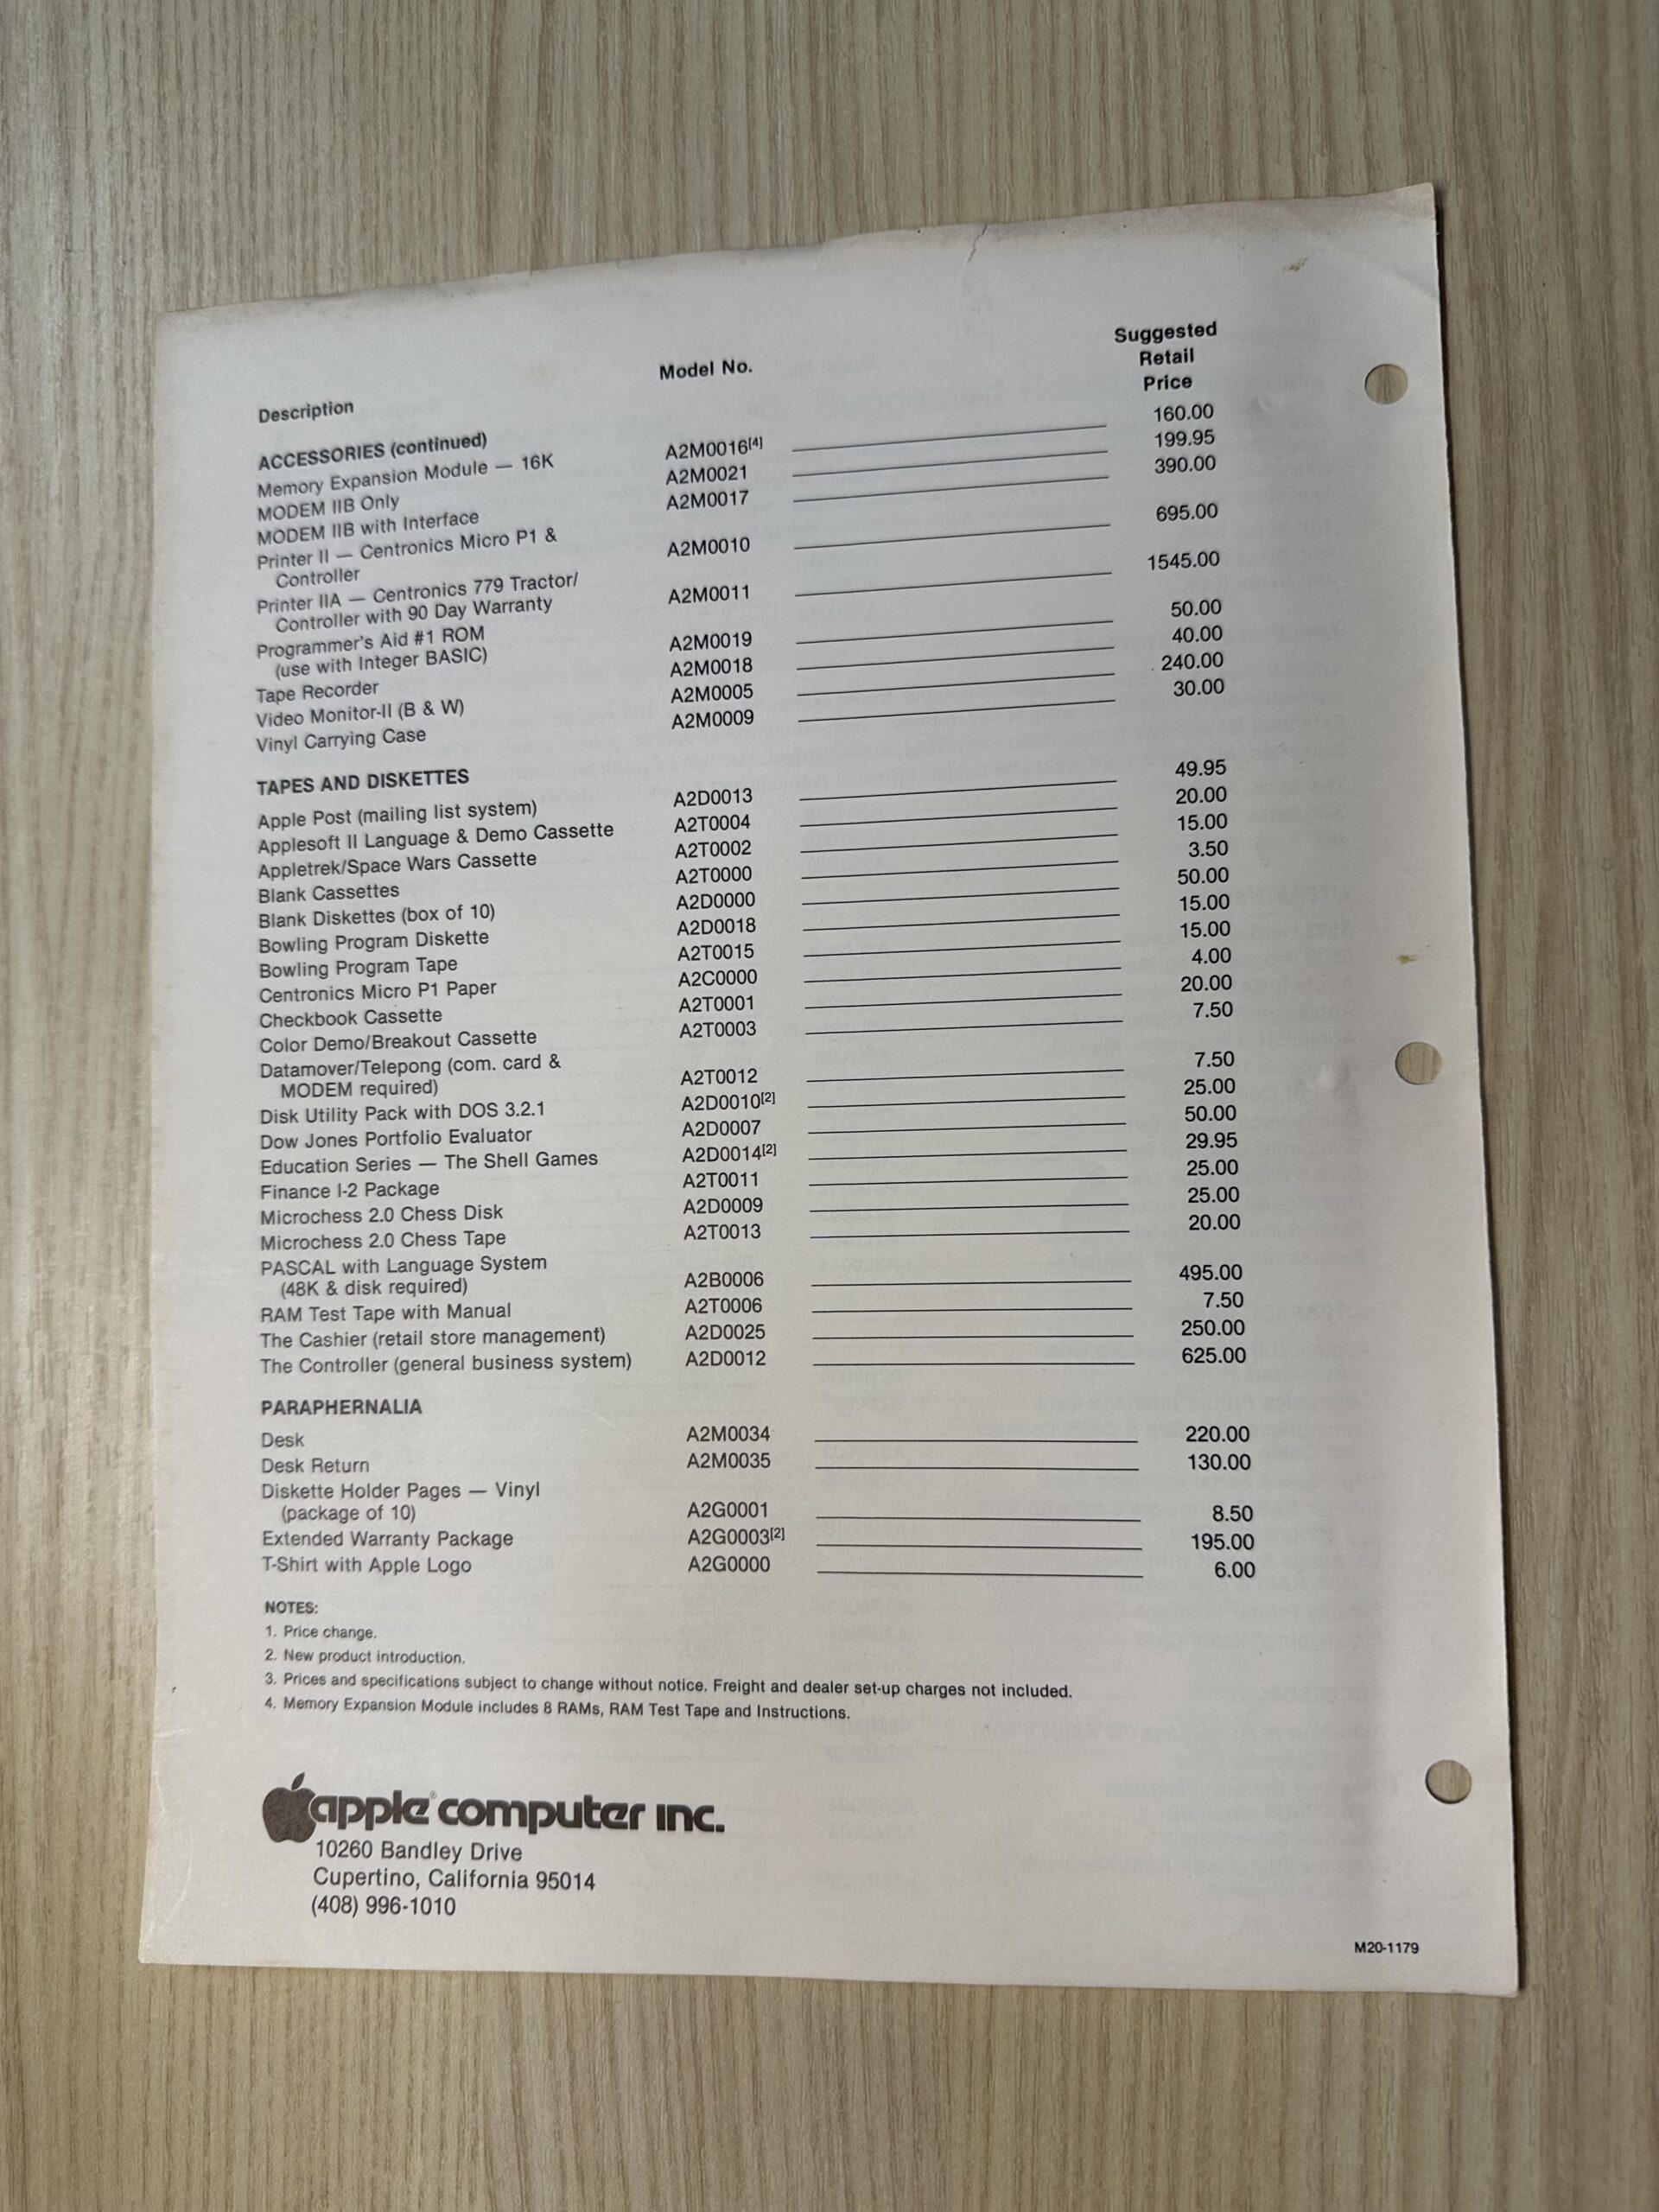 Description Model No. Suggested Retail Price
ACCESSORIES (continued)
Memory Expansion Module — 16K A2M0016[4] 160.00
MODEM IIB Only A2M0021 199.95
MODEM IIB with Interface A2M0017 390.00
Printer II — Centronics Micro P1 &
Controller A2M0010 695.00
Printer IIA — Centronics 779 Tractor/
Controller with 90 Day Warranty A2M0011 1545.00
Programmer's Aid #1 ROM
(use with Integer BASIC) A2M0019 50.00
Tape Recorder A2M0018 40.00
Video Monitor-II (B & W) A2M0005 240.00
Vinyl Carrying Case A2M0009 30.00
TAPES AND DISKETTES
Apple Post (mailing list system) A2D0013 49.95
Applesoft II Language & Demo Cassette A2T0004 20.00
Appletrek/Space Wars Cassette A2T0002 15.00
Blank Cassettes A2T0000 3.50
Blank Diskettes (box of 10) A2D0000 50.00
Bowling Program Diskette A2D0018 15.00
Bowling Program Tape A2T0015 15.00
Centronics Micro P1 Paper A2C0000 4.00
Checkbook Cassette A2T0001 20.00
Color Demo/Breakout Cassette A2T0003 7.50
Datamover/Telepong (com. card &
MODEM required) A2T0012 7.50
Disk Utility Pack with DOS 3.2.1 A2D0010[2] 25.00
Dow Jones Portfolio Evaluator A2D0007 50.00
Education Series — The Shell Games A2D0014[2] 29.95
Finance I-2 Package A2T0011 25.00
Microchess 2.0 Chess Disk A2D0009 25.00
Microchess 2.0 Chess Tape A2T0013 20.00
PASCAL with Language System
(48K & disk required) A2B0006 495.00
RAM Test Tape with Manual A2T0006 7.50
The Cashier (retail store management) A2D0025 250.00
The Controller (general business system) A2D0012 625.00
PARAPHERNALIA
Desk A2M0034 220.00
Desk Return A2M0035 130.00
Diskette Holder Pages — Vinyl
(package of 10) A2G0001 8.50
Extended Warranty Package A2G0003[2] 195.00
T-Shirt with Apple Logo A2G0000 6.00
NOTES:
1. Price change.
2. New product introduction.
3. Prices and specifications subject to change without notice. Freight and dealer set-up charges not included.
4. Memory Expansion Module includes 8 RAMs, RAM Test Tape and Instructions.
apple® computer inc.
10260 Bandley Drive
Cupertino, California 95014
(408) 996-1010
M20-1179